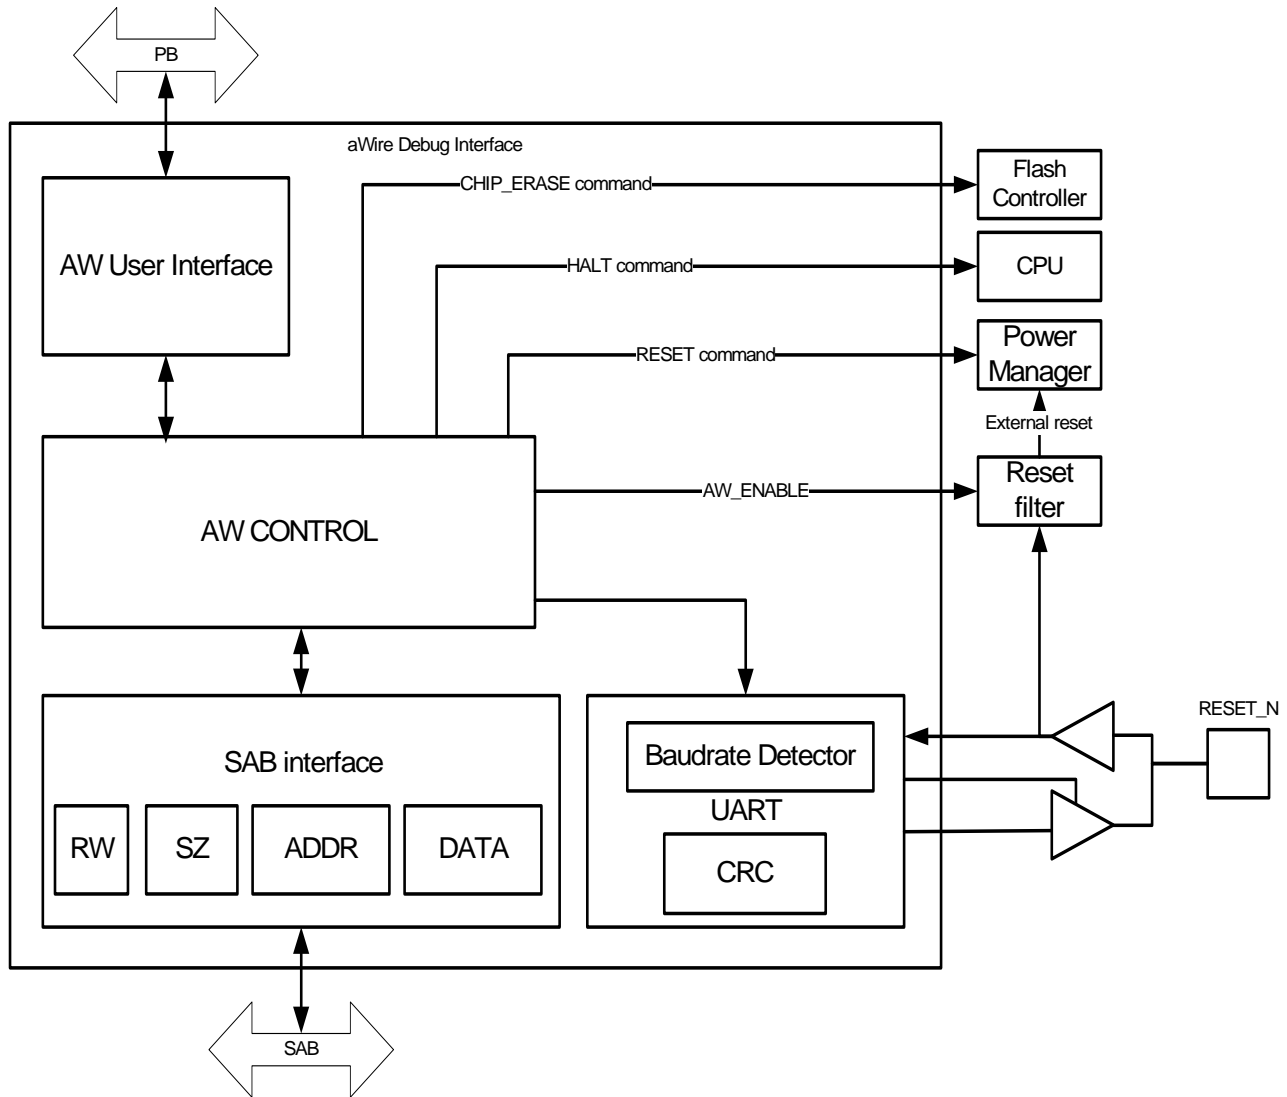 PB
aWire Debug Interface
CHIP_ERASE command
Flash
Controller
AW User Interface
HALT command
CPU
RESET command
Power
Manager
External reset
AW_ENABLE
Reset
filter
AW CONTROL
RESET_N
SAB interface
Baudrate Detector
UART
RW
SZ
ADDR
DATA
CRC
SAB